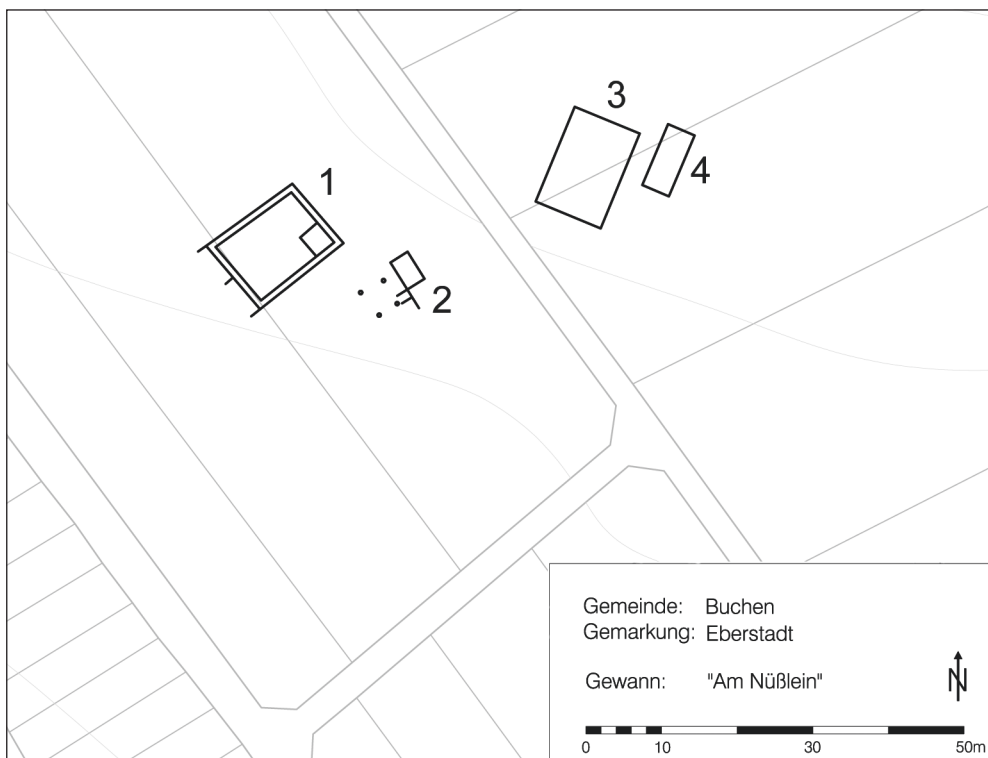 1
2
3
4
Gemeinde: Buchen
Gemarkung: Eberstadt
Gewann: "Am Nüßlein"
N
0 10 30 50m